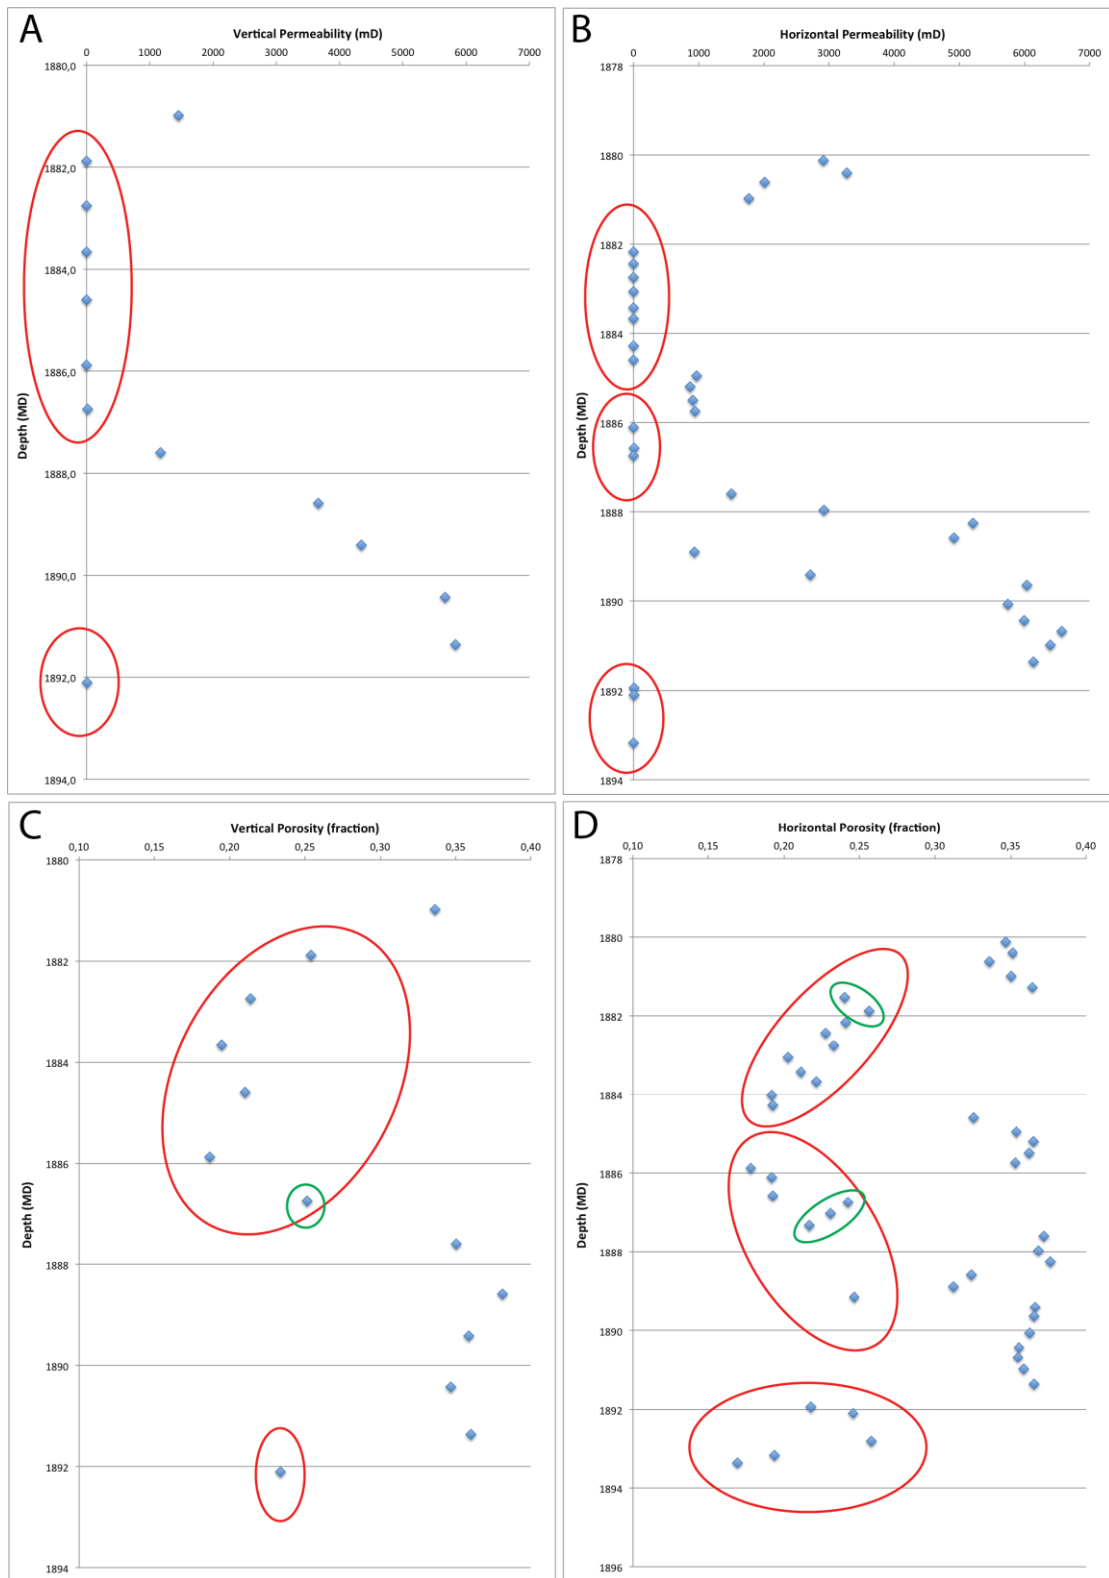 A
Vertical Permeability (mD)
0 1000 2000 3000 4000 5000 6000 7000
1880,0
1882,0
1884,0
1886,0
1888,0
1890,0
1892,0
1894,0
Depth (MD)
B
Horizontal Permeability (mD)
0 1000 2000 3000 4000 5000 6000 7000
1878
1880
1882
1884
1886
1888
1890
1892
1894
Depth (MD)
C
Vertical Porosity (fraction)
0,10 0,15 0,20 0,25 0,30 0,35 0,40
1880
1882
1884
1886
1888
1890
1892
1894
Depth (MD)
D
Horizontal Porosity (fraction)
0,10 0,15 0,20 0,25 0,30 0,35 0,40
1878
1880
1882
1884
1886
1888
1890
1892
1894
1896
Depth (MD)